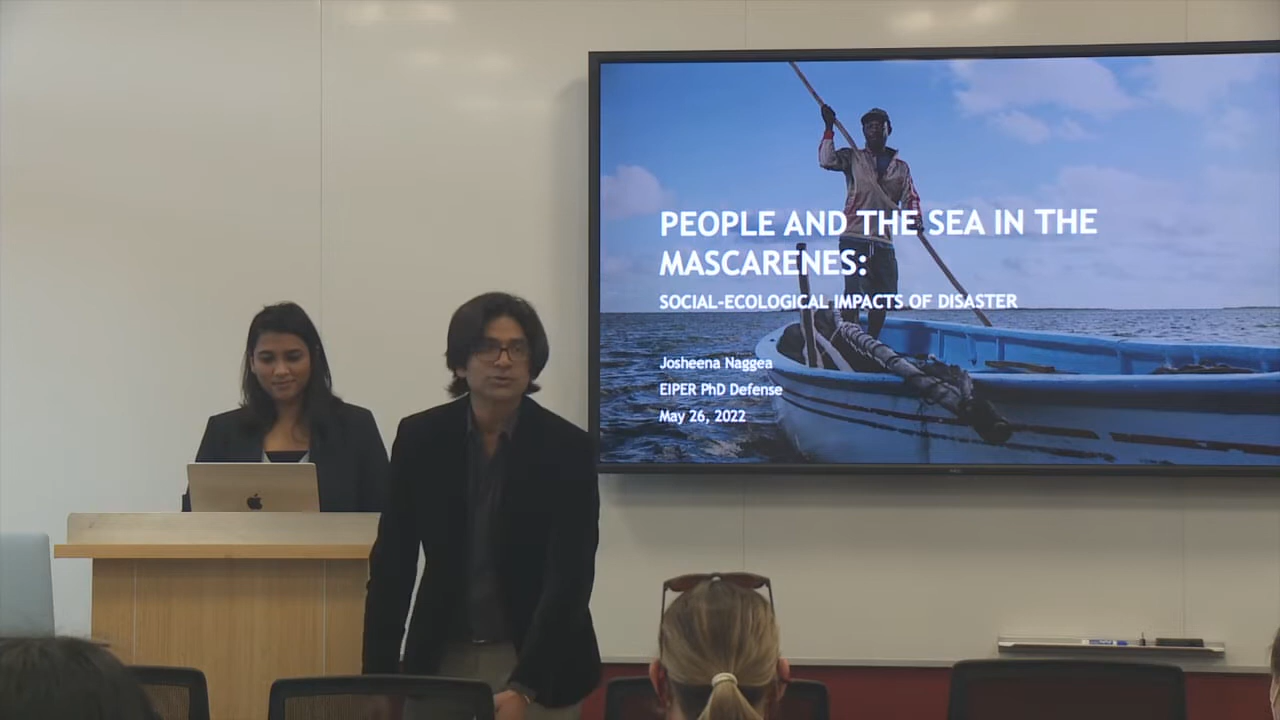 PEOPLE AND THE SEA IN THE
MASCARENES:
SOCIAL-ECOLOGICAL IMPACTS OF DISASTER
Josheena Naggea
EIPER PhD Defense
May 26, 2022